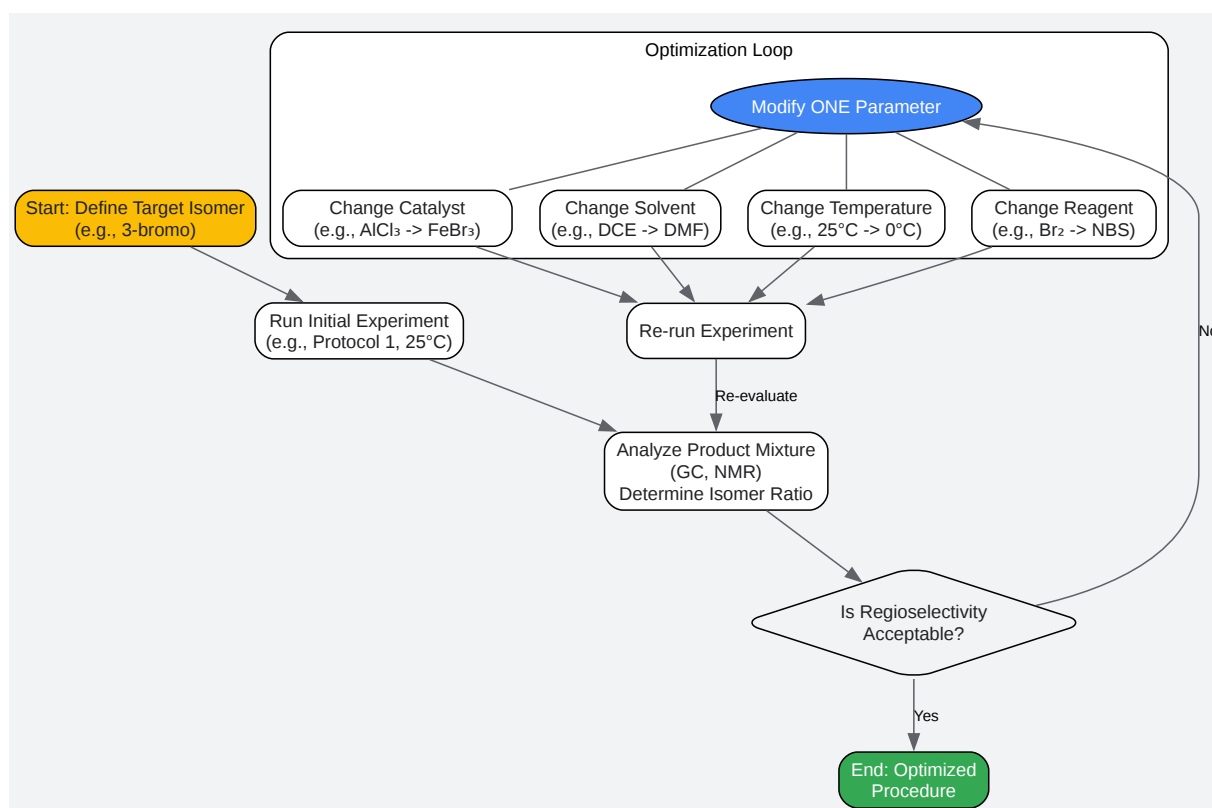 Optimization Loop
Modify ONE Parameter
Start: Define Target Isomer
(e.g., 3-bromo)
Change Catalyst
(e.g., AlCl₃ -> FeBr₃)
Change Solvent
(e.g., DCE -> DMF)
Change Temperature
(e.g., 25°C -> 0°C)
Change Reagent
(e.g., Br₂ -> NBS)
Run Initial Experiment
(e.g., Protocol 1, 25°C)
Re-run Experiment
No
Re-evaluate
Analyze Product Mixture
(GC, NMR)
Determine Isomer Ratio
Is Regioselectivity
Acceptable?
Yes
End: Optimized
Procedure